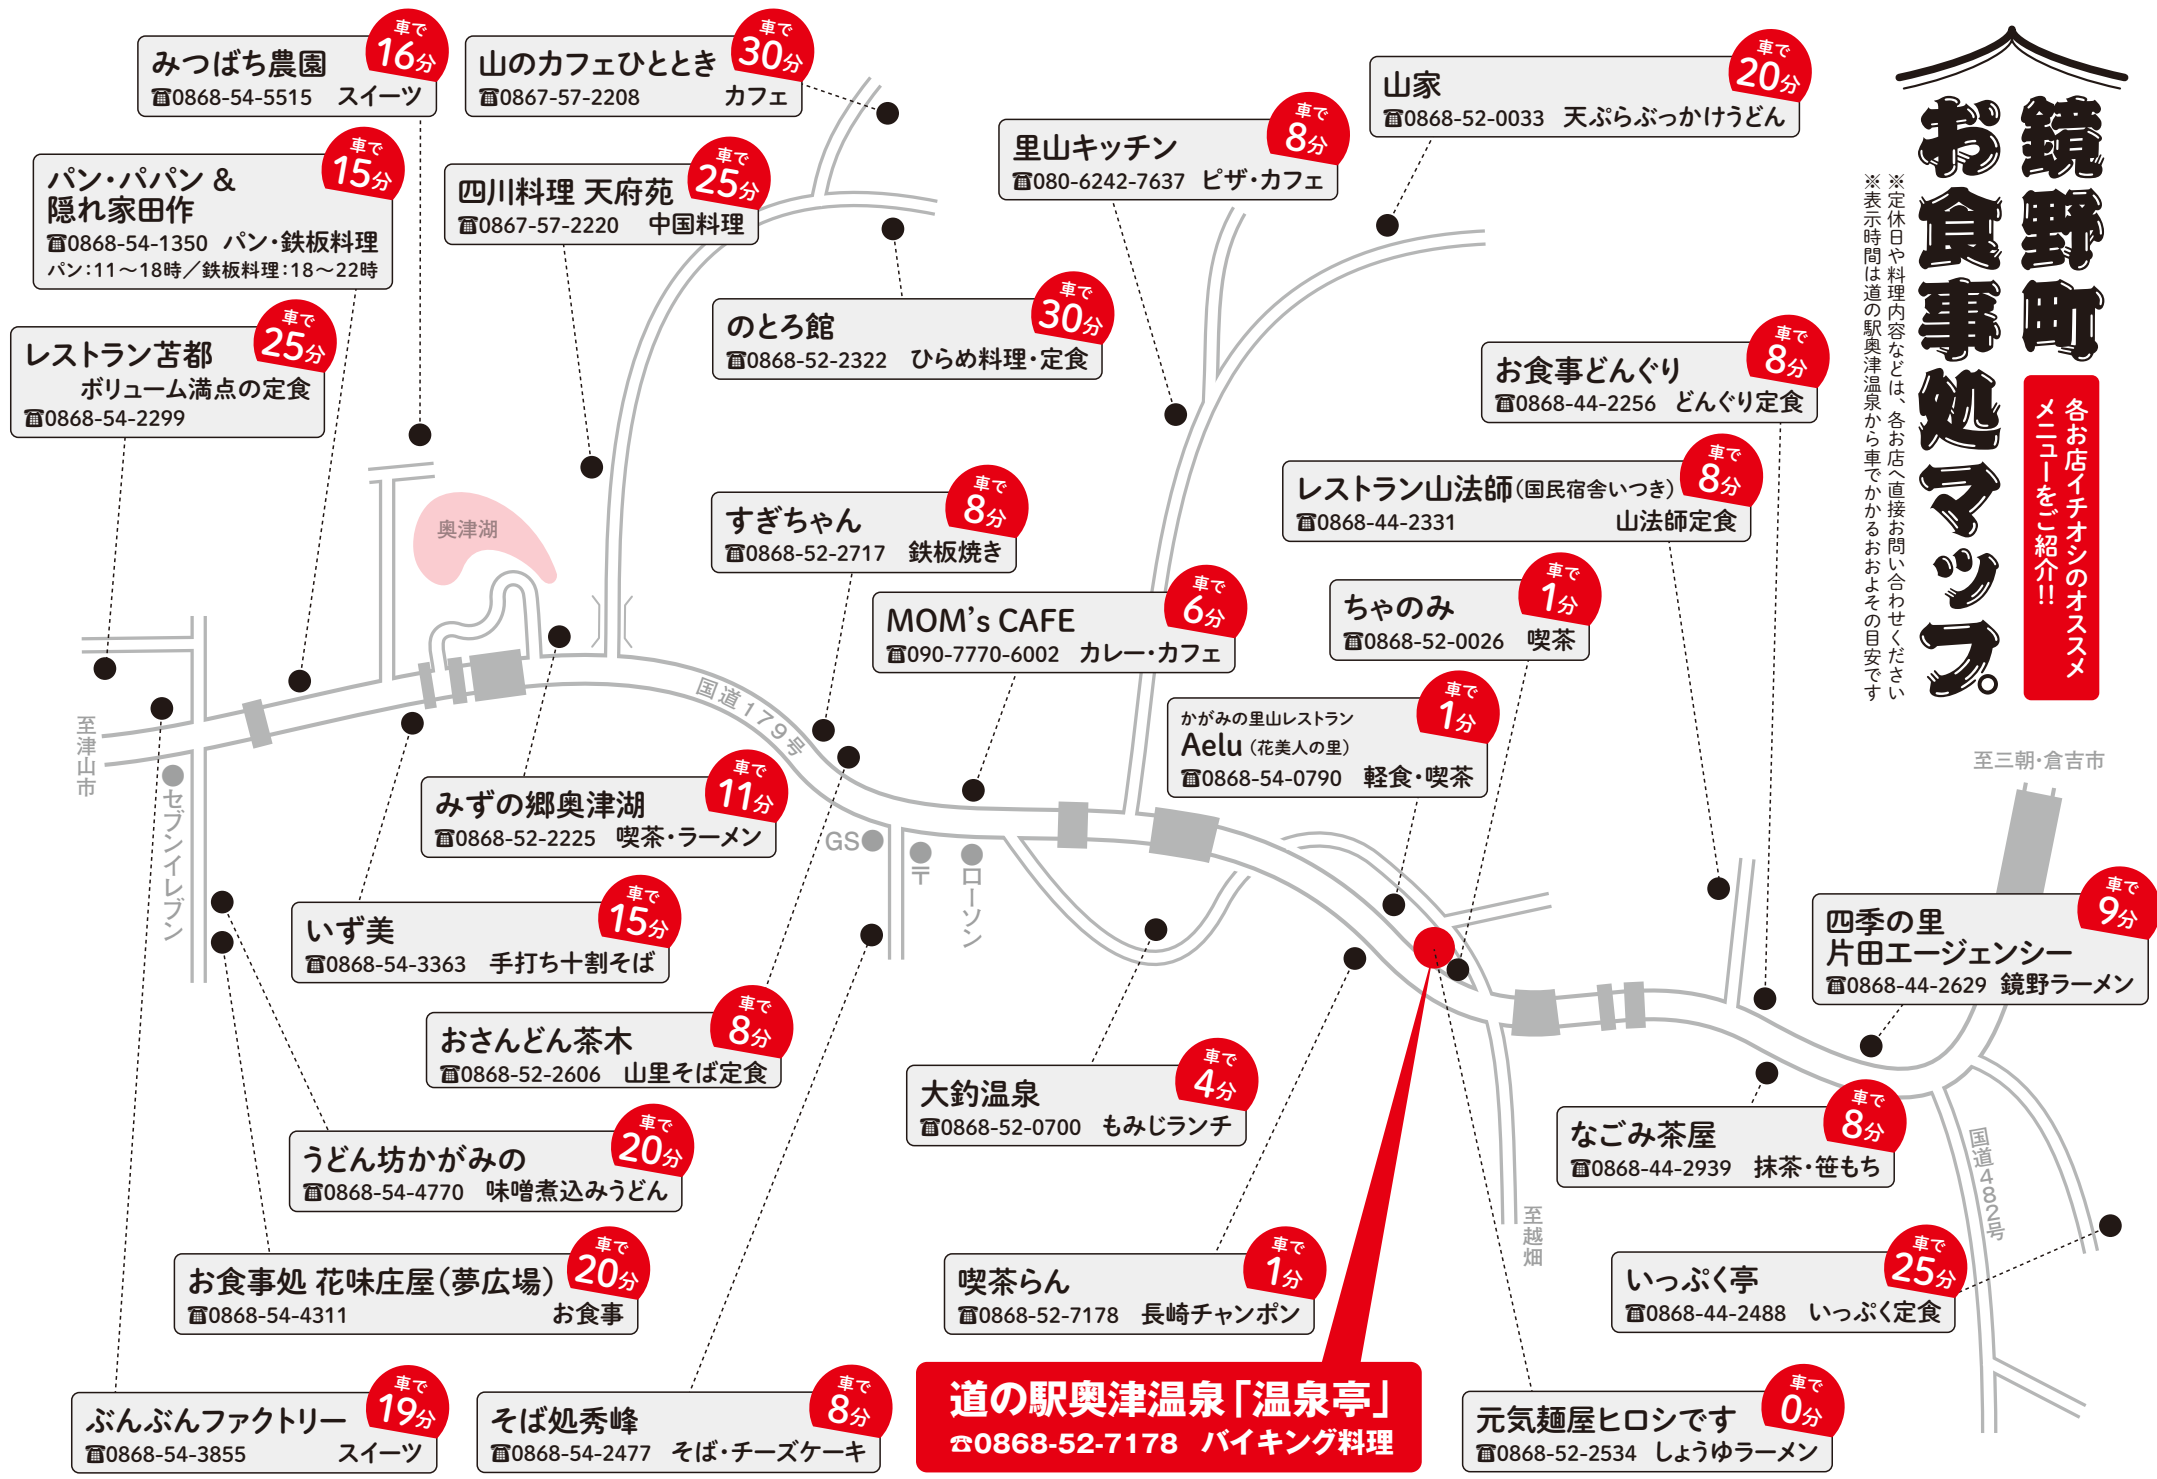 鏡野町
お食事処マップ。
各お店イチオシのオススメ
メニューをご紹介!!
※定休日や料理内容などは、各お店へ直接お問い合わせください
※表示時間は道の駅奥津温泉から車でかかるおおよその目安です
みつばち農園
車で16分
☎0868-54-5515 スイーツ
山のカフェひととき
車で30分
☎0867-57-2208 カフェ
山家
車で20分
☎0868-52-0033 天ぷらぶっかけうどん
里山キッチン
車で8分
☎080-6242-7637 ピザ・カフェ
パン・パパン &
隠れ家田作
車で15分
☎0868-54-1350 パン・鉄板料理
パン：11～18時／鉄板料理：18～22時
四川料理 天府苑
車で25分
☎0867-57-2220 中国料理
のとろ館
車で30分
☎0868-52-2322 ひらめ料理・定食
レストラン苫都
車で25分
ボリューム満点の定食
☎0868-54-2299
お食事どんぐり
車で8分
☎0868-44-2256 どんぐり定食
レストラン山法師(国民宿舎いつき)
車で8分
☎0868-44-2331 山法師定食
すぎちゃん
車で8分
☎0868-52-2717 鉄板焼き
MOM's CAFE
車で6分
☎090-7770-6002 カレー・カフェ
ちゃのみ
車で1分
☎0868-52-0026 喫茶
かがみの里山レストラン
Aelu (花美人の里)
車で1分
☎0868-54-0790 軽食・喫茶
奥津湖
国道179号
至津山市
セブンイレブン
GS
〒
ローソン
至三朝・倉吉市
みずの郷奥津湖
車で11分
☎0868-52-2225 喫茶・ラーメン
いず美
車で15分
☎0868-54-3363 手打ち十割そば
四季の里
片田エージェンシー
車で9分
☎0868-44-2629 鏡野ラーメン
おさんどん茶木
車で8分
☎0868-52-2606 山里そば定食
大釣温泉
車で4分
☎0868-52-0700 もみじランチ
なごみ茶屋
車で8分
☎0868-44-2939 抹茶・笹もち
うどん坊かがみの
車で20分
☎0868-54-4770 味噌煮込みうどん
至越畑
国道482号
お食事処 花味庄屋(夢広場)
車で20分
☎0868-54-4311 お食事
喫茶らん
車で1分
☎0868-52-7178 長崎チャンポン
いっぷく亭
車で25分
☎0868-44-2488 いっぷく定食
ぶんぶんファクトリー
車で19分
☎0868-54-3855 スイーツ
そば処秀峰
車で8分
☎0868-54-2477 そば・チーズケーキ
道の駅奥津温泉「温泉亭」
☎0868-52-7178 バイキング料理
元気麺屋ヒロシです
車で0分
☎0868-52-2534 しょうゆラーメン